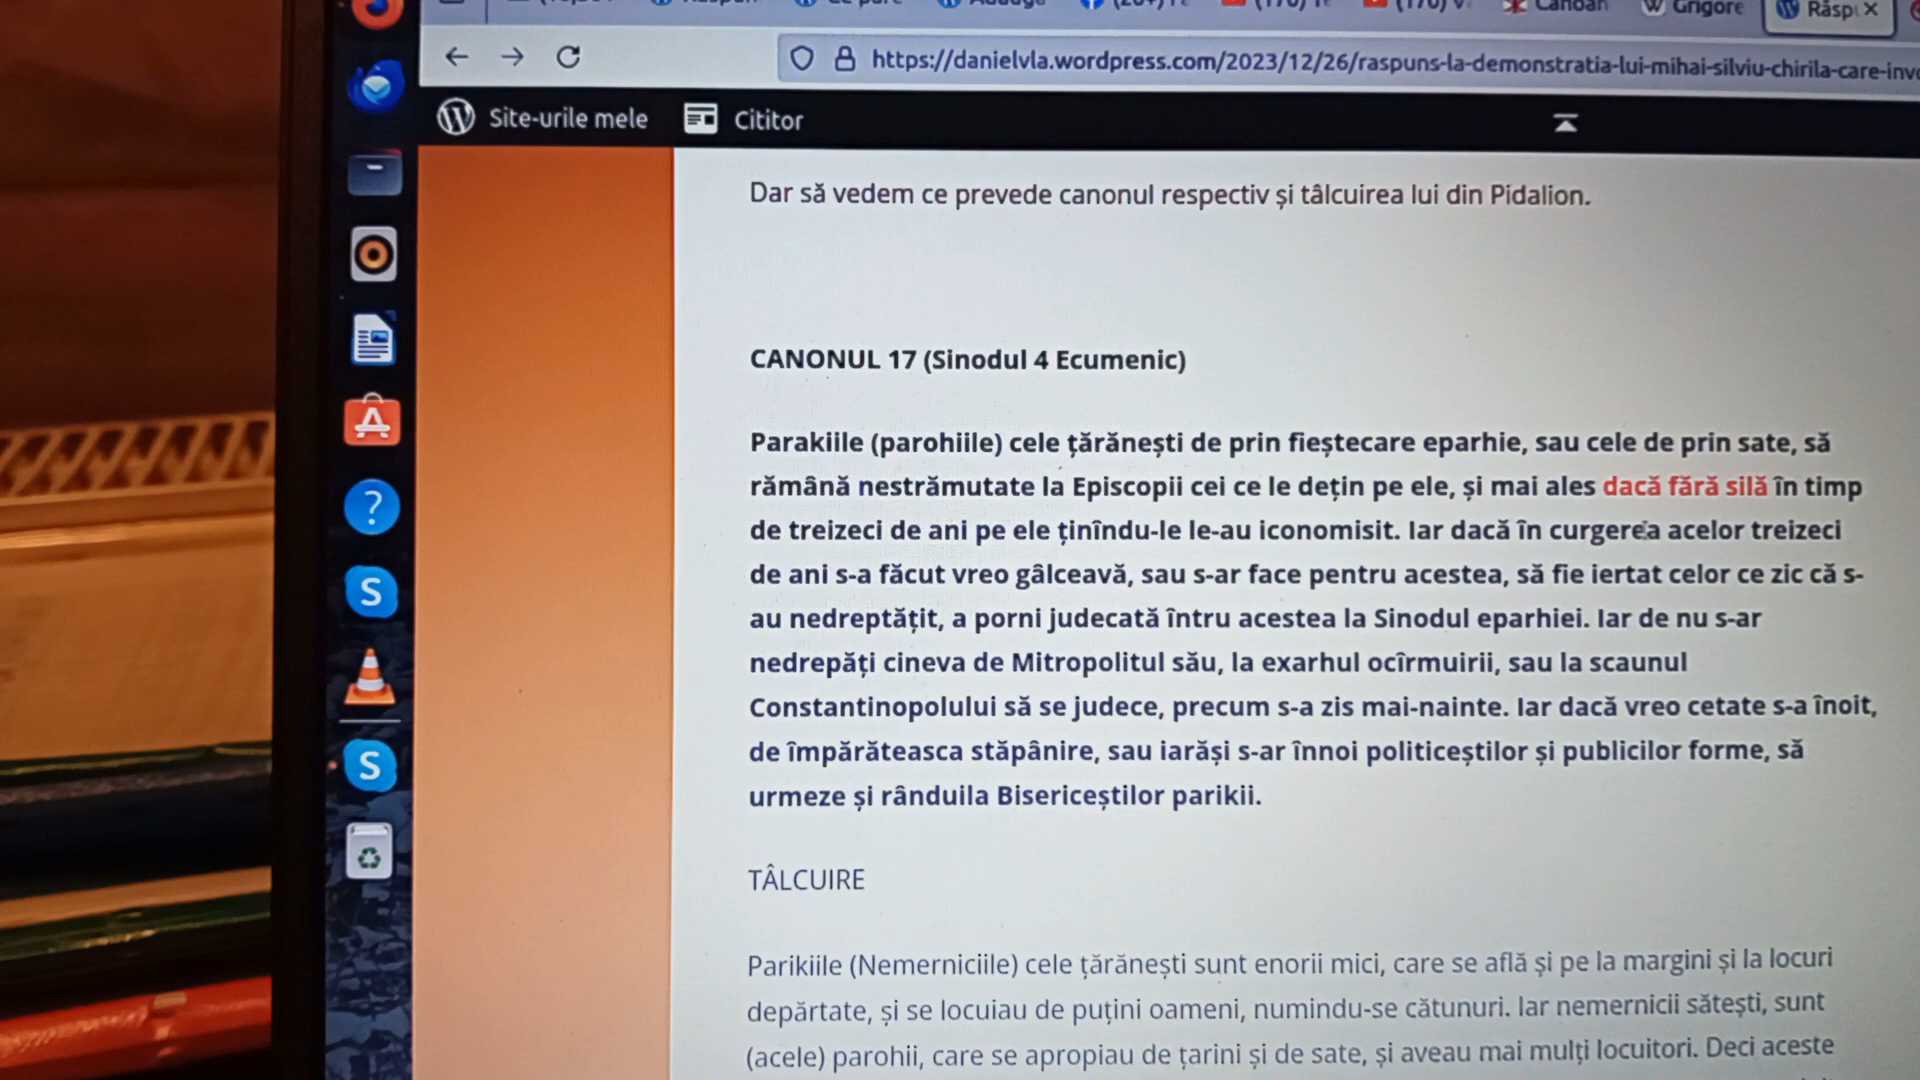 Canoan
Grigore
Răsp
https://danielvla.wordpress.com/2023/12/26/raspuns-la-demonstratia-lui-mihai-silviu-chirila-care-invo
Site-urile mele
Cititor
Dar să vedem ce prevede canonul respectiv și tâlcuirea lui din Pidalion.
CANONUL 17 (Sinodul 4 Ecumenic)
Parakiile (parohiile) cele țărănești de prin fieștecare eparhie, sau cele de prin sate, să
rămână nestrămutate la Episcopii cei ce le dețin pe ele, și mai ales dacă fără silă în timp
de treizeci de ani pe ele ținîndu-le le-au iconomisit. Iar dacă în curgerea acelor treizeci
de ani s-a făcut vreo gâlceavă, sau s-ar face pentru acestea, să fie iertat celor ce zic că s-
au nedreptățit, a porni judecată întru acestea la Sinodul eparhiei. Iar de nu s-ar
nedrepăți cineva de Mitropolitul său, la exarhul ocîrmuirii, sau la scaunul
Constantinopolului să se judece, precum s-a zis mai-nainte. Iar dacă vreo cetate s-a înoit,
de împărăteasca stăpânire, sau iarăși s-ar înnoi politiceștilor și publicilor forme, să
urmeze și rânduila Bisericeștilor parikii.
TÂLCUIRE
Parikiile (Nemerniciile) cele țărănești sunt enorii mici, care se află și pe la margini și la locuri
depărtate, și se locuiau de puțini oameni, numindu-se cătunuri. Iar nemernicii sătești, sunt
(acele) parohii, care se apropiau de țarini și de sate, și aveau mai mulți locuitori. Deci aceste